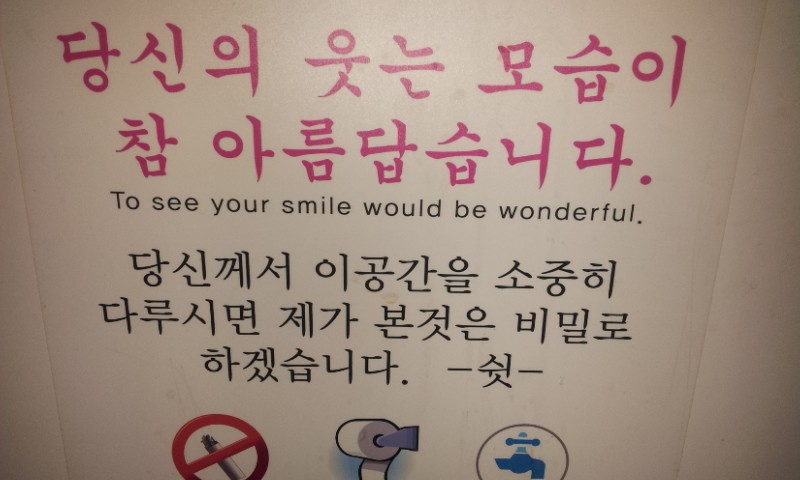 당신의 웃는 모습이
참 아름답습니다.
To see your smile would be wonderful.
당신께서 이공간을 소중히
다루시면 제가 본것은 비밀로
하겠습니다. -쉿-